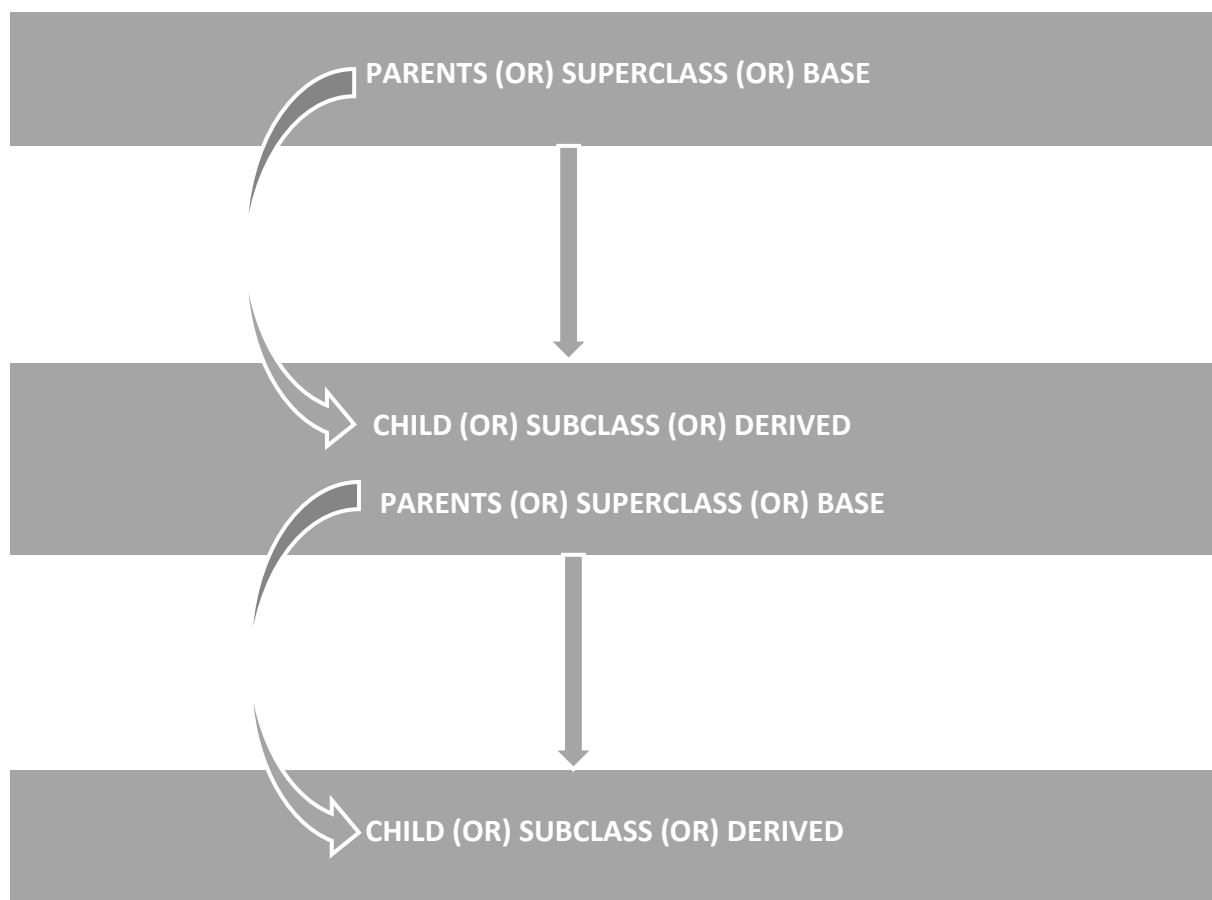 PARENTS (OR) SUPERCLASS (OR) BASE
CHILD (OR) SUBCLASS (OR) DERIVED
PARENTS (OR) SUPERCLASS (OR) BASE
CHILD (OR) SUBCLASS (OR) DERIVED